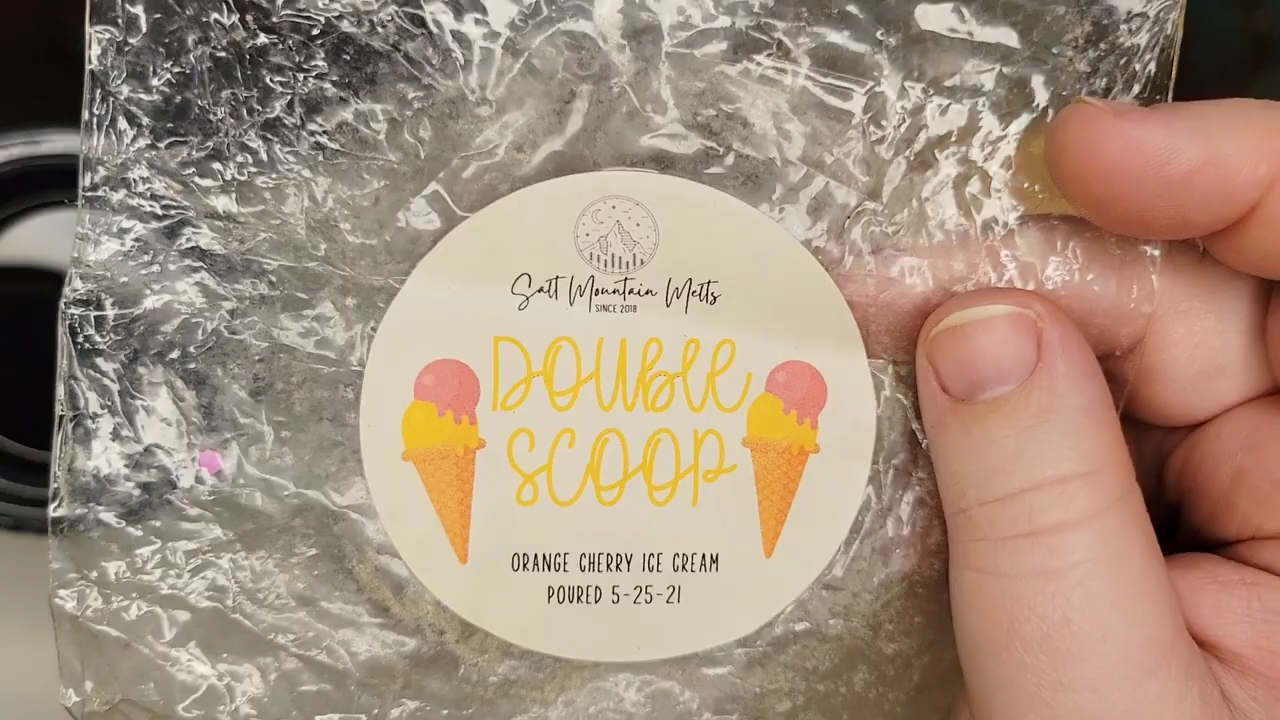 Salt Mountain Melts
SINCE 2018
DOUBLE
SCOOP
ORANGE CHERRY ICE CREAM
POURED 5-25-21